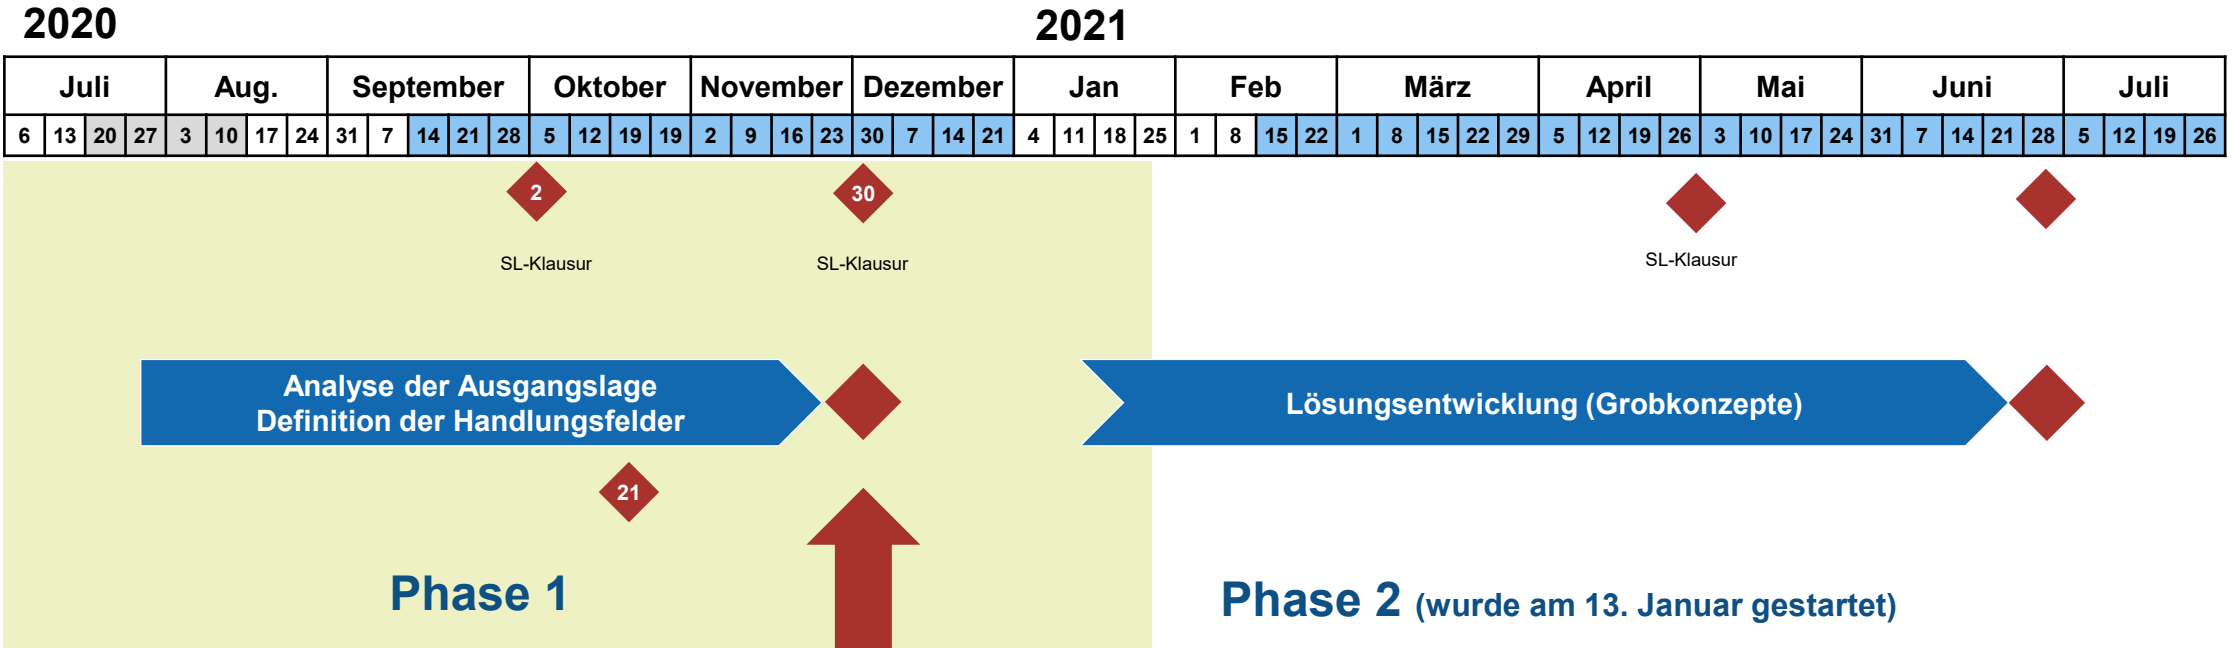 2020 2021
Juli Aug. September Oktober November Dezember Jan Feb März April Mai Juni Juli
6 13 20 27 3 10 17 24 31 7 14 21 28 5 12 19 19 2 9 16 23 30 7 14 21 4 11 18 25 1 8 15 22 1 8 15 22 29 5 12 19 26 3 10 17 24 31 7 14 21 28 5 12 19 26
2 30
SL-Klausur SL-Klausur SL-Klausur
Analyse der Ausgangslage
Definition der Handlungsfelder
Lösungsentwicklung (Grobkonzepte)
21
Phase 1
Phase 2 (wurde am 13. Januar gestartet)